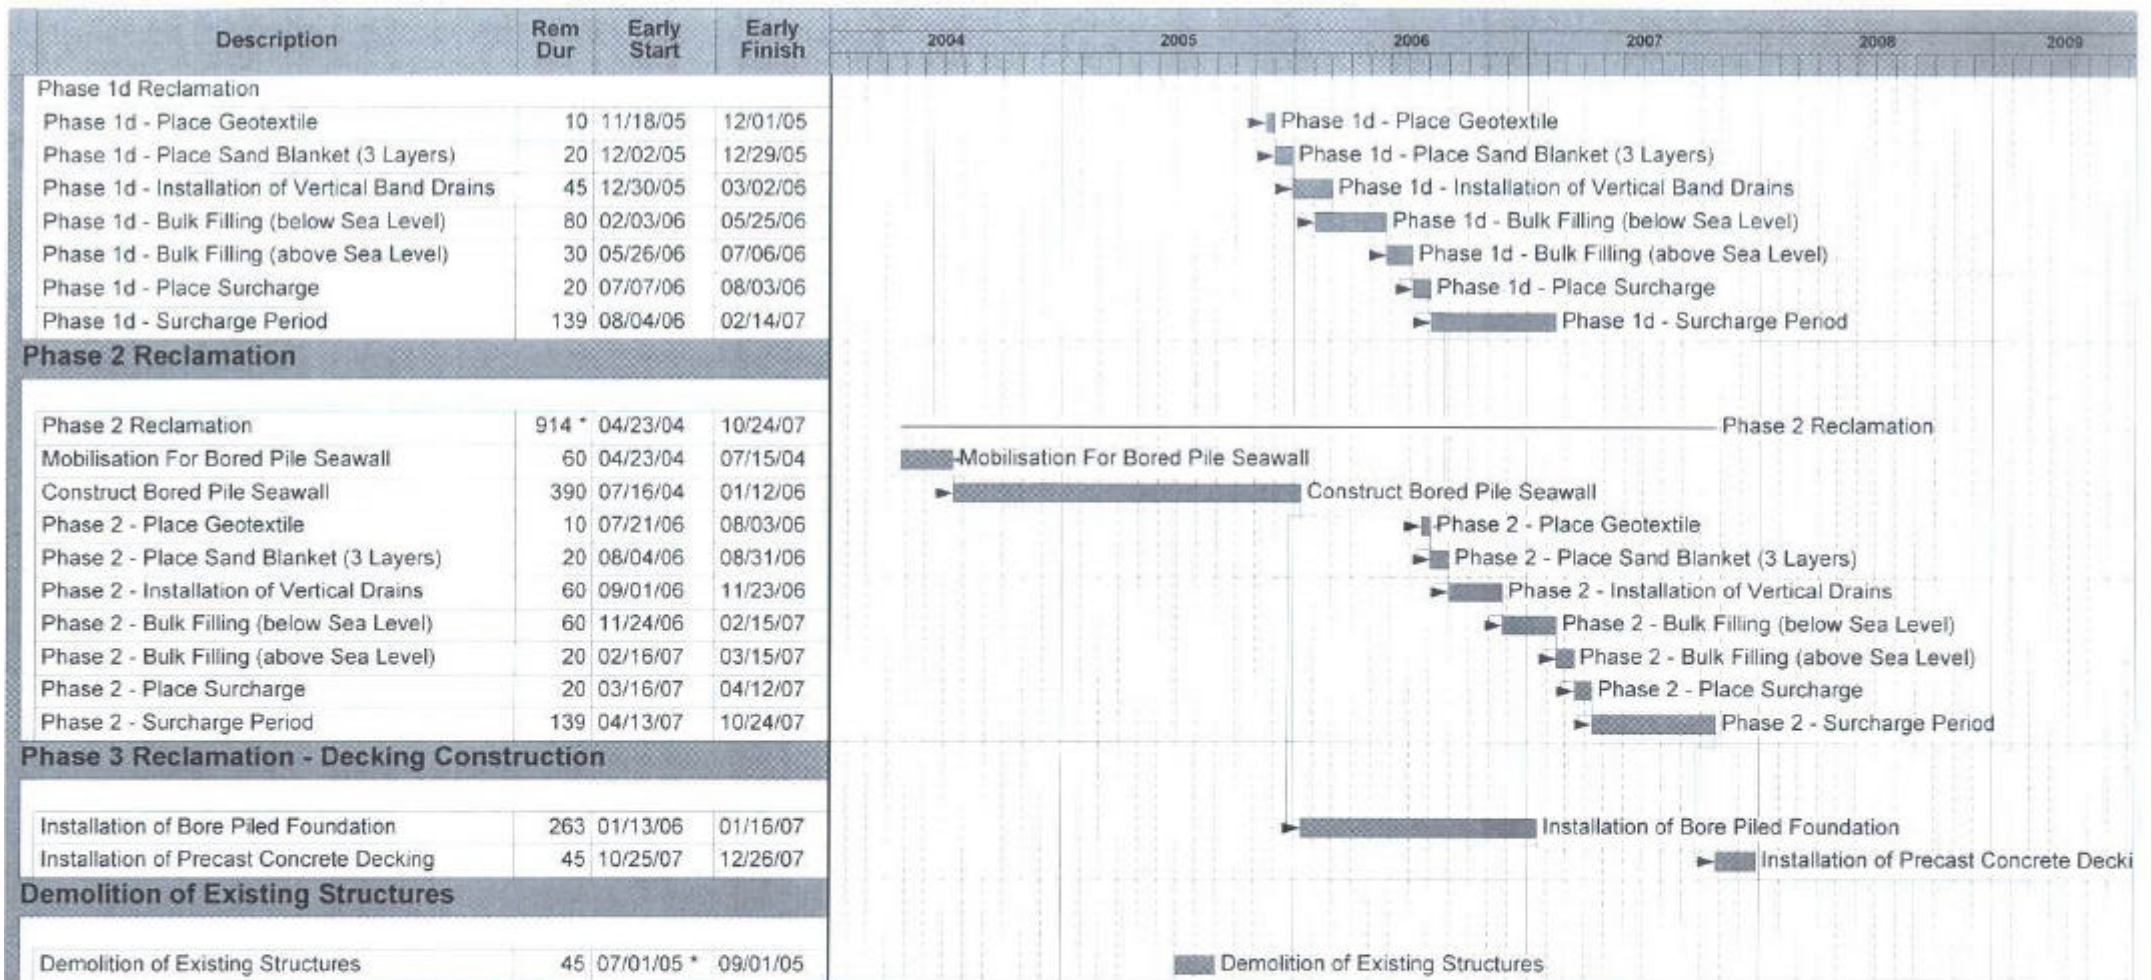 Description Rem Dur Early Start Early Finish 2004 2005 2006 2007 2008 2009
Phase 1d Reclamation
Phase 1d - Place Geotextile 10 11/18/05 12/01/05 Phase 1d - Place Geotextile
Phase 1d - Place Sand Blanket (3 Layers) 20 12/02/05 12/29/05 Phase 1d - Place Sand Blanket (3 Layers)
Phase 1d - Installation of Vertical Band Drains 45 12/30/05 03/02/06 Phase 1d - Installation of Vertical Band Drains
Phase 1d - Bulk Filling (below Sea Level) 80 02/03/06 05/25/06 Phase 1d - Bulk Filling (below Sea Level)
Phase 1d - Bulk Filling (above Sea Level) 30 05/26/06 07/06/06 Phase 1d - Bulk Filling (above Sea Level)
Phase 1d - Place Surcharge 20 07/07/06 08/03/06 Phase 1d - Place Surcharge
Phase 1d - Surcharge Period 139 08/04/06 02/14/07 Phase 1d - Surcharge Period
Phase 2 Reclamation
Phase 2 Reclamation 914 * 04/23/04 10/24/07 Phase 2 Reclamation
Mobilisation For Bored Pile Seawall 60 04/23/04 07/15/04 Mobilisation For Bored Pile Seawall
Construct Bored Pile Seawall 390 07/16/04 01/12/06 Construct Bored Pile Seawall
Phase 2 - Place Geotextile 10 07/21/06 08/03/06 Phase 2 - Place Geotextile
Phase 2 - Place Sand Blanket (3 Layers) 20 08/04/06 08/31/06 Phase 2 - Place Sand Blanket (3 Layers)
Phase 2 - Installation of Vertical Drains 60 09/01/06 11/23/06 Phase 2 - Installation of Vertical Drains
Phase 2 - Bulk Filling (below Sea Level) 60 11/24/06 02/15/07 Phase 2 - Bulk Filling (below Sea Level)
Phase 2 - Bulk Filling (above Sea Level) 20 02/16/07 03/15/07 Phase 2 - Bulk Filling (above Sea Level)
Phase 2 - Place Surcharge 20 03/16/07 04/12/07 Phase 2 - Place Surcharge
Phase 2 - Surcharge Period 139 04/13/07 10/24/07 Phase 2 - Surcharge Period
Phase 3 Reclamation - Decking Construction
Installation of Bore Piled Foundation 263 01/13/06 01/16/07 Installation of Bore Piled Foundation
Installation of Precast Concrete Decking 45 10/25/07 12/26/07 Installation of Precast Concrete Decki
Demolition of Existing Structures
Demolition of Existing Structures 45 07/01/05 * 09/01/05 Demolition of Existing Structures